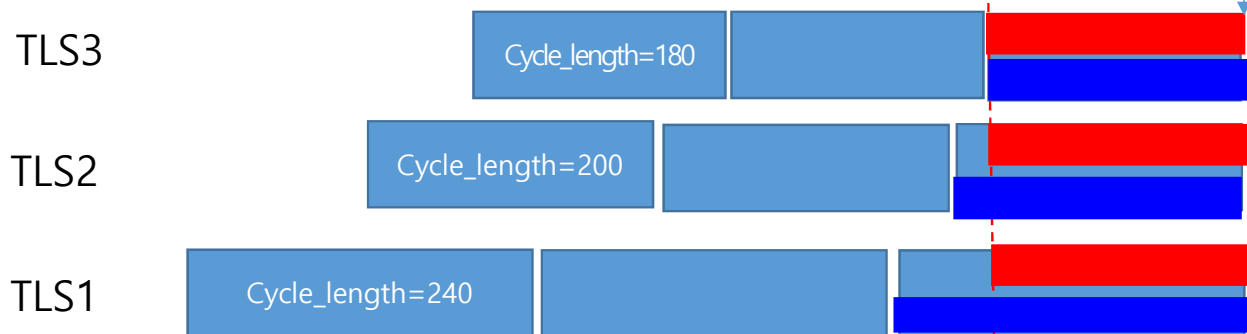 TLS3
Cycle_length=180
TLS2
Cycle_length=200
TLS1
Cycle_length=240